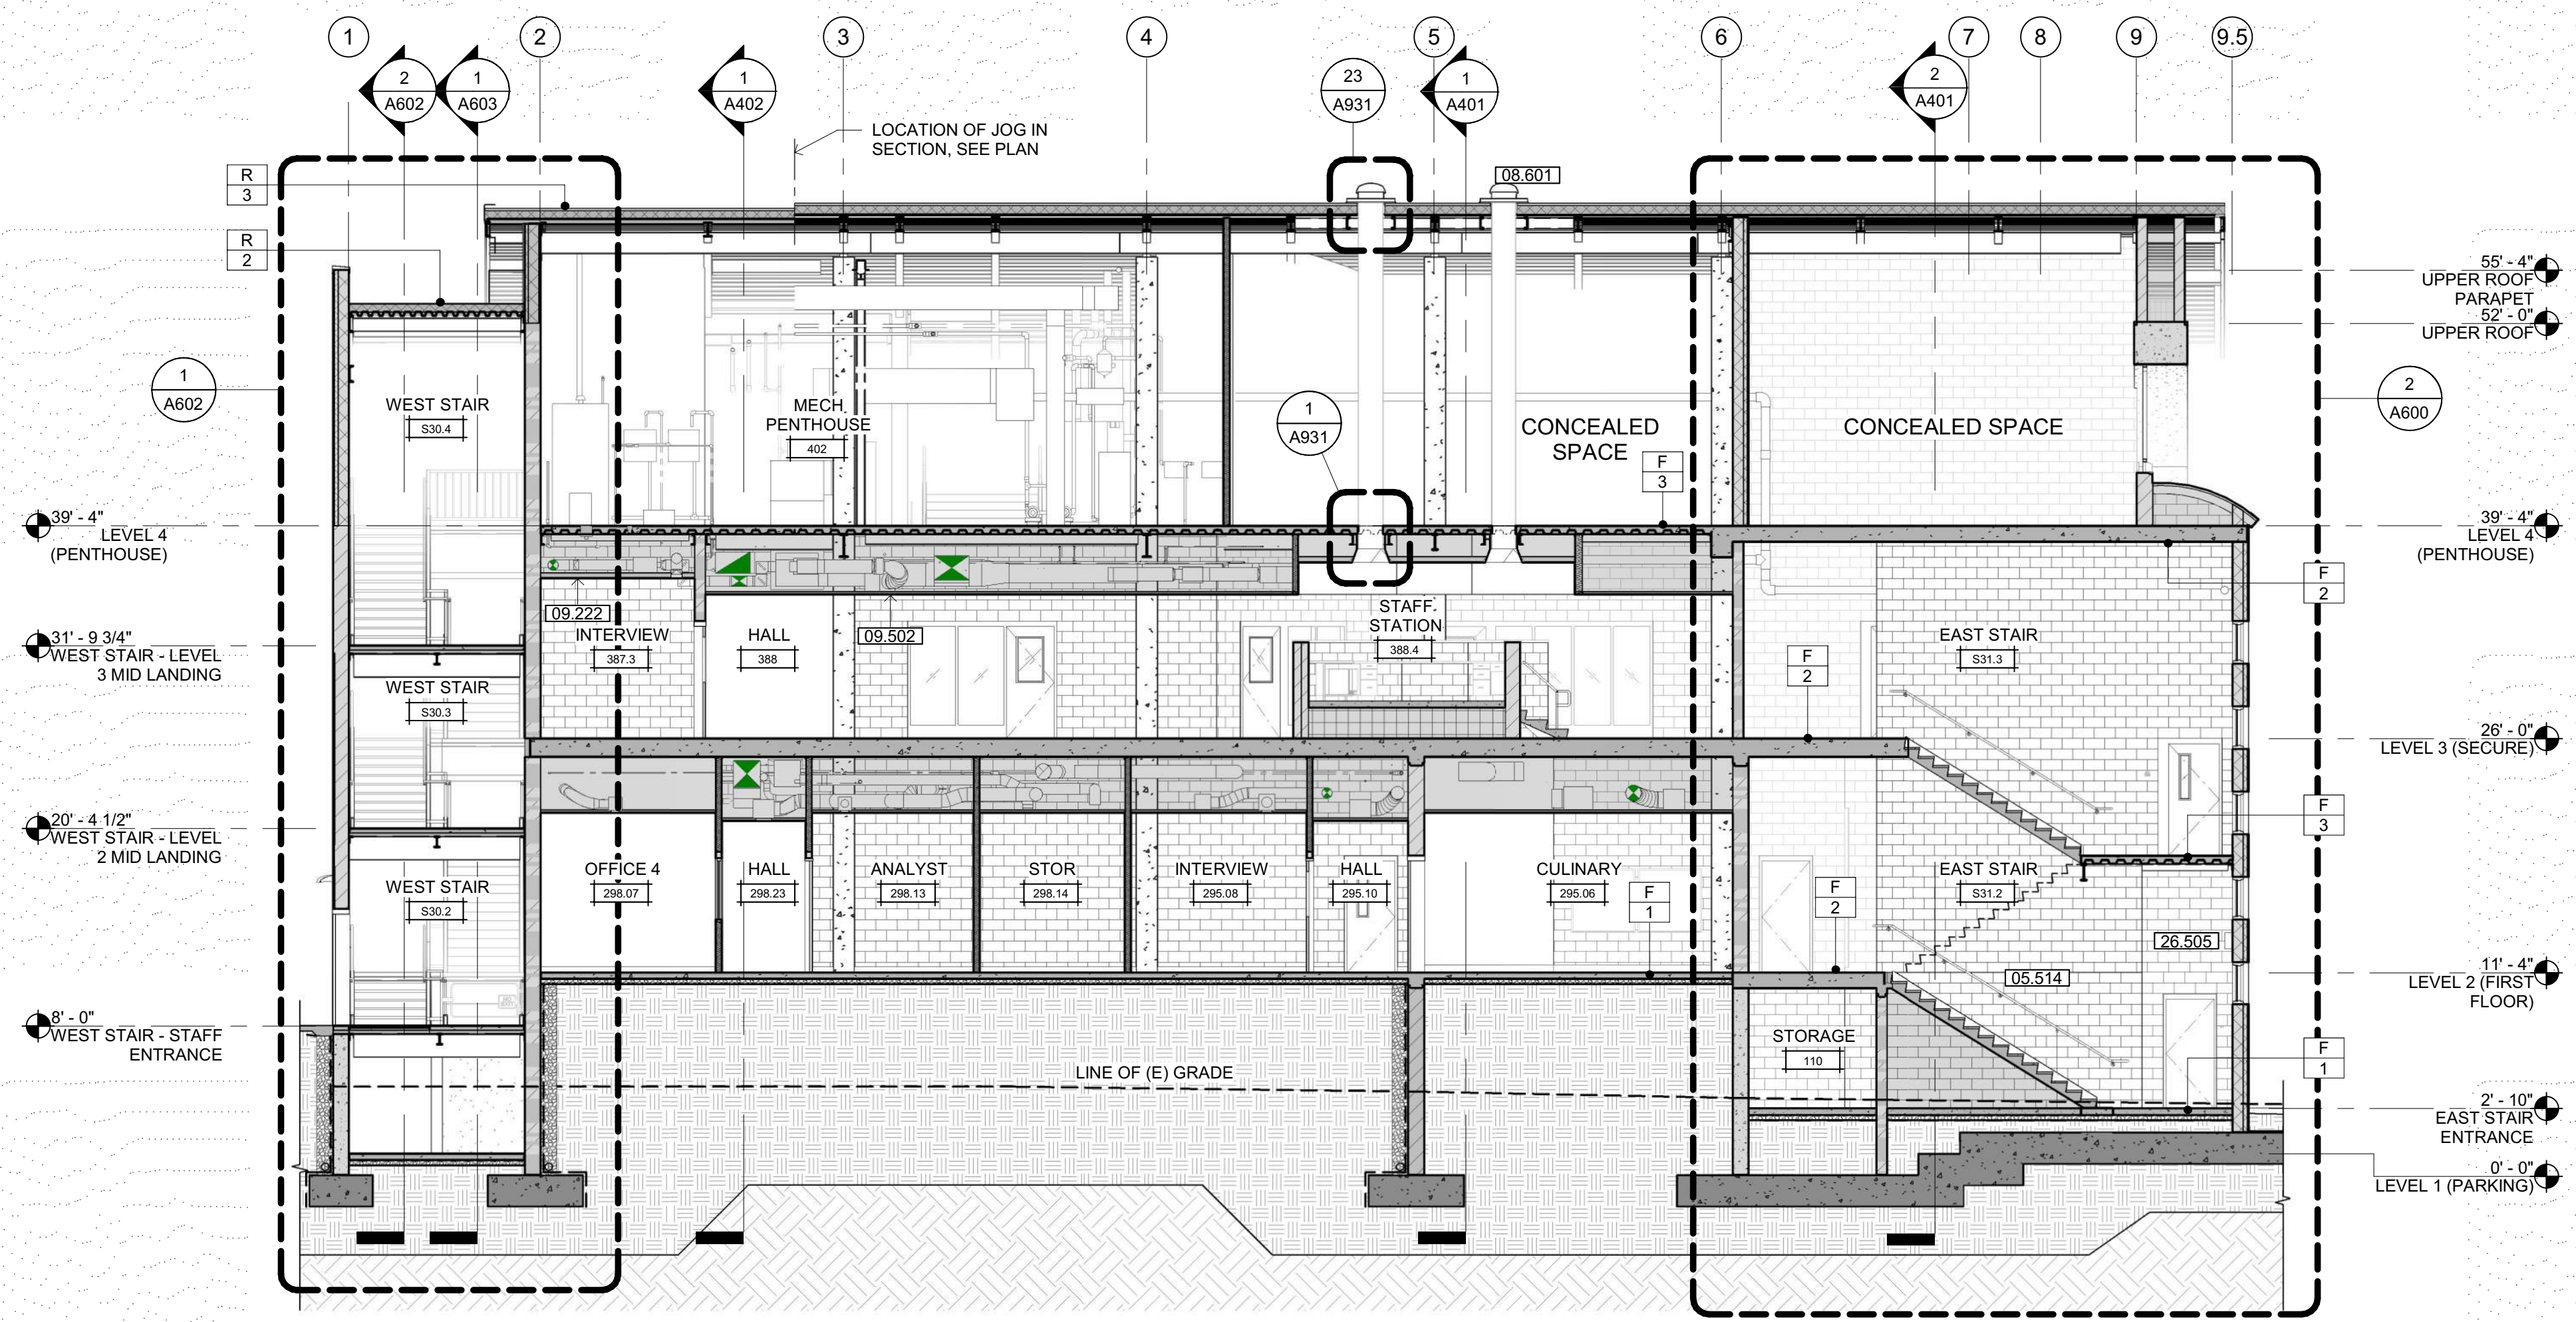 1
2
3
4
5
6
7
8
9
9.5
2
A602
1
A603
1
A402
23
A931
1
A401
2
A401
LOCATION OF JOG IN
SECTION, SEE PLAN
R
3
08.601
R
2
55' - 4"
UPPER ROOF
PARAPET
52' - 0"
UPPER ROOF
1
A602
2
A600
WEST STAIR
S30.4
MECH
PENTHOUSE
402
1
A931
CONCEALED
SPACE
F
3
CONCEALED SPACE
39' - 4"
LEVEL 4
(PENTHOUSE)
39' - 4"
LEVEL 4
(PENTHOUSE)
F
2
09.222
INTERVIEW
387.3
HALL
388
09.502
STAFF
STATION
388.4
F
2
EAST STAIR
S31.3
31' - 9 3/4"
WEST STAIR - LEVEL
3 MID LANDING
WEST STAIR
S30.3
26' - 0"
LEVEL 3 (SECURE)
20' - 4 1/2"
WEST STAIR - LEVEL
2 MID LANDING
F
3
WEST STAIR
S30.2
OFFICE 4
298.07
HALL
298.23
ANALYST
298.13
STOR
298.14
INTERVIEW
295.08
HALL
295.10
CULINARY
295.06
F
1
F
2
EAST STAIR
S31.2
26.505
05.514
11' - 4"
LEVEL 2 (FIRST
FLOOR)
8' - 0"
WEST STAIR - STAFF
ENTRANCE
STORAGE
110
F
1
LINE OF (E) GRADE
2' - 10"
EAST STAIR
ENTRANCE
0' - 0"
LEVEL 1 (PARKING)